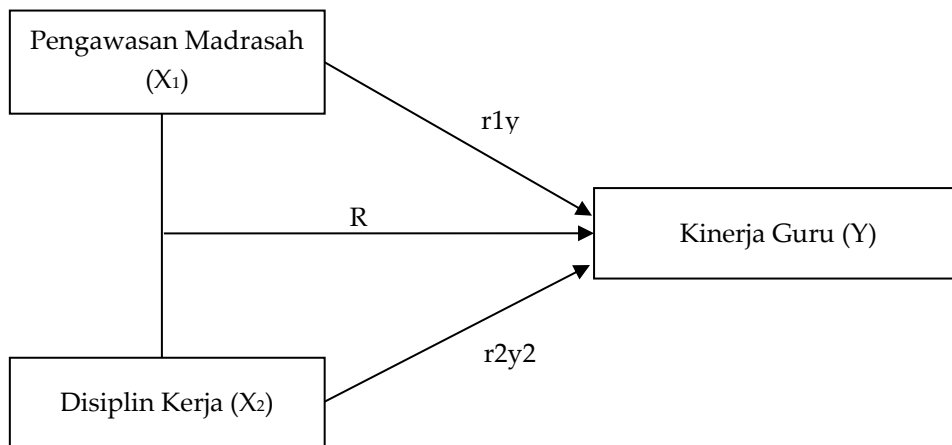 Pengawasan Madrasah
(X₁)
r1y
R
Kinerja Guru (Y)
r2y2
Disiplin Kerja (X₂)